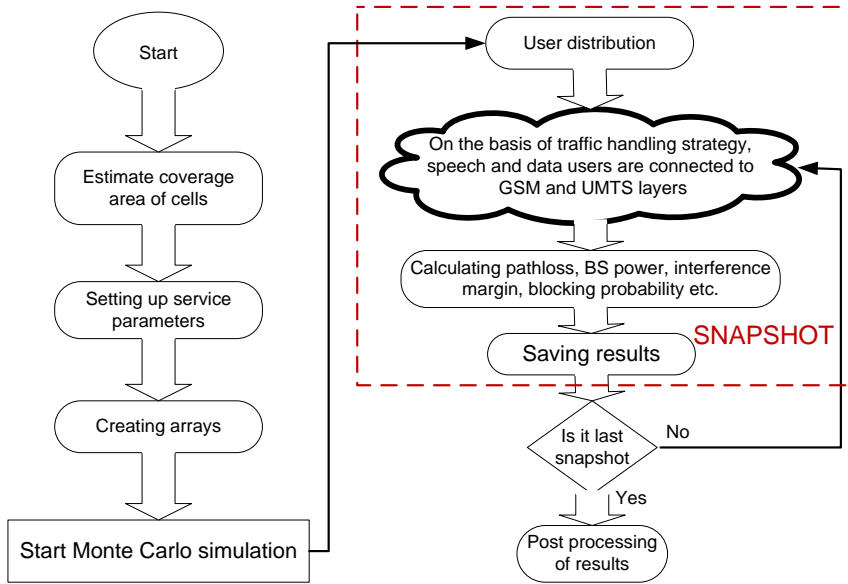 Start
Estimate coverage
area of cells
Setting up service
parameters
Creating arrays
Start Monte Carlo simulation
User distribution
On the basis of traffic handling strategy,
speech and data users are connected to
GSM and UMTS layers
Calculating pathloss, BS power, interference
margin, blocking probability etc.
SNAPSHOT
Saving results
Is it last
snapshot
No
Yes
Post processing
of results